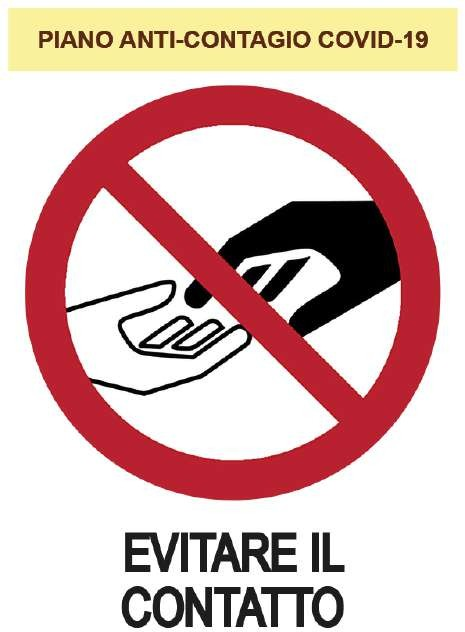 PIANO ANTI-CONTAGIO COVID-19
EVITARE IL
CONTATTO